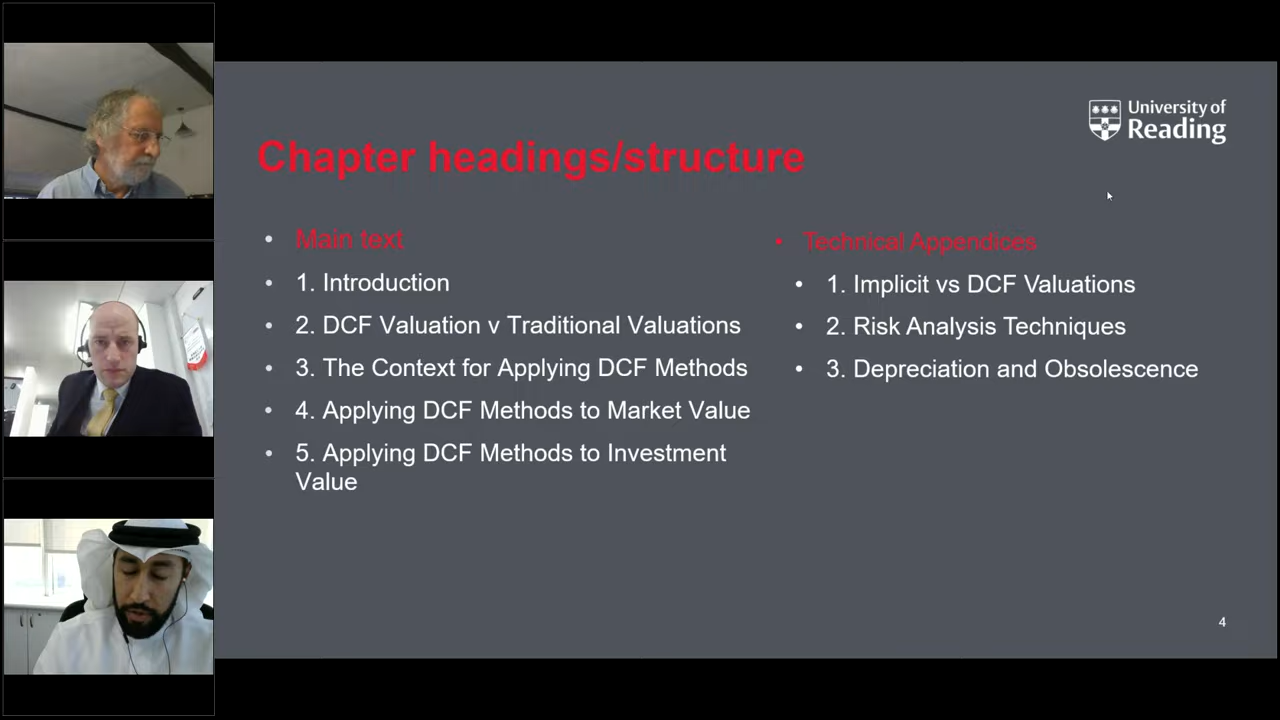 University of
Reading
Chapter headings/structure
• Main text
• 1. Introduction
• 2. DCF Valuation v Traditional Valuations
• 3. The Context for Applying DCF Methods
• 4. Applying DCF Methods to Market Value
• 5. Applying DCF Methods to Investment
Value
• Technical Appendices
• 1. Implicit vs DCF Valuations
• 2. Risk Analysis Techniques
• 3. Depreciation and Obsolescence
4